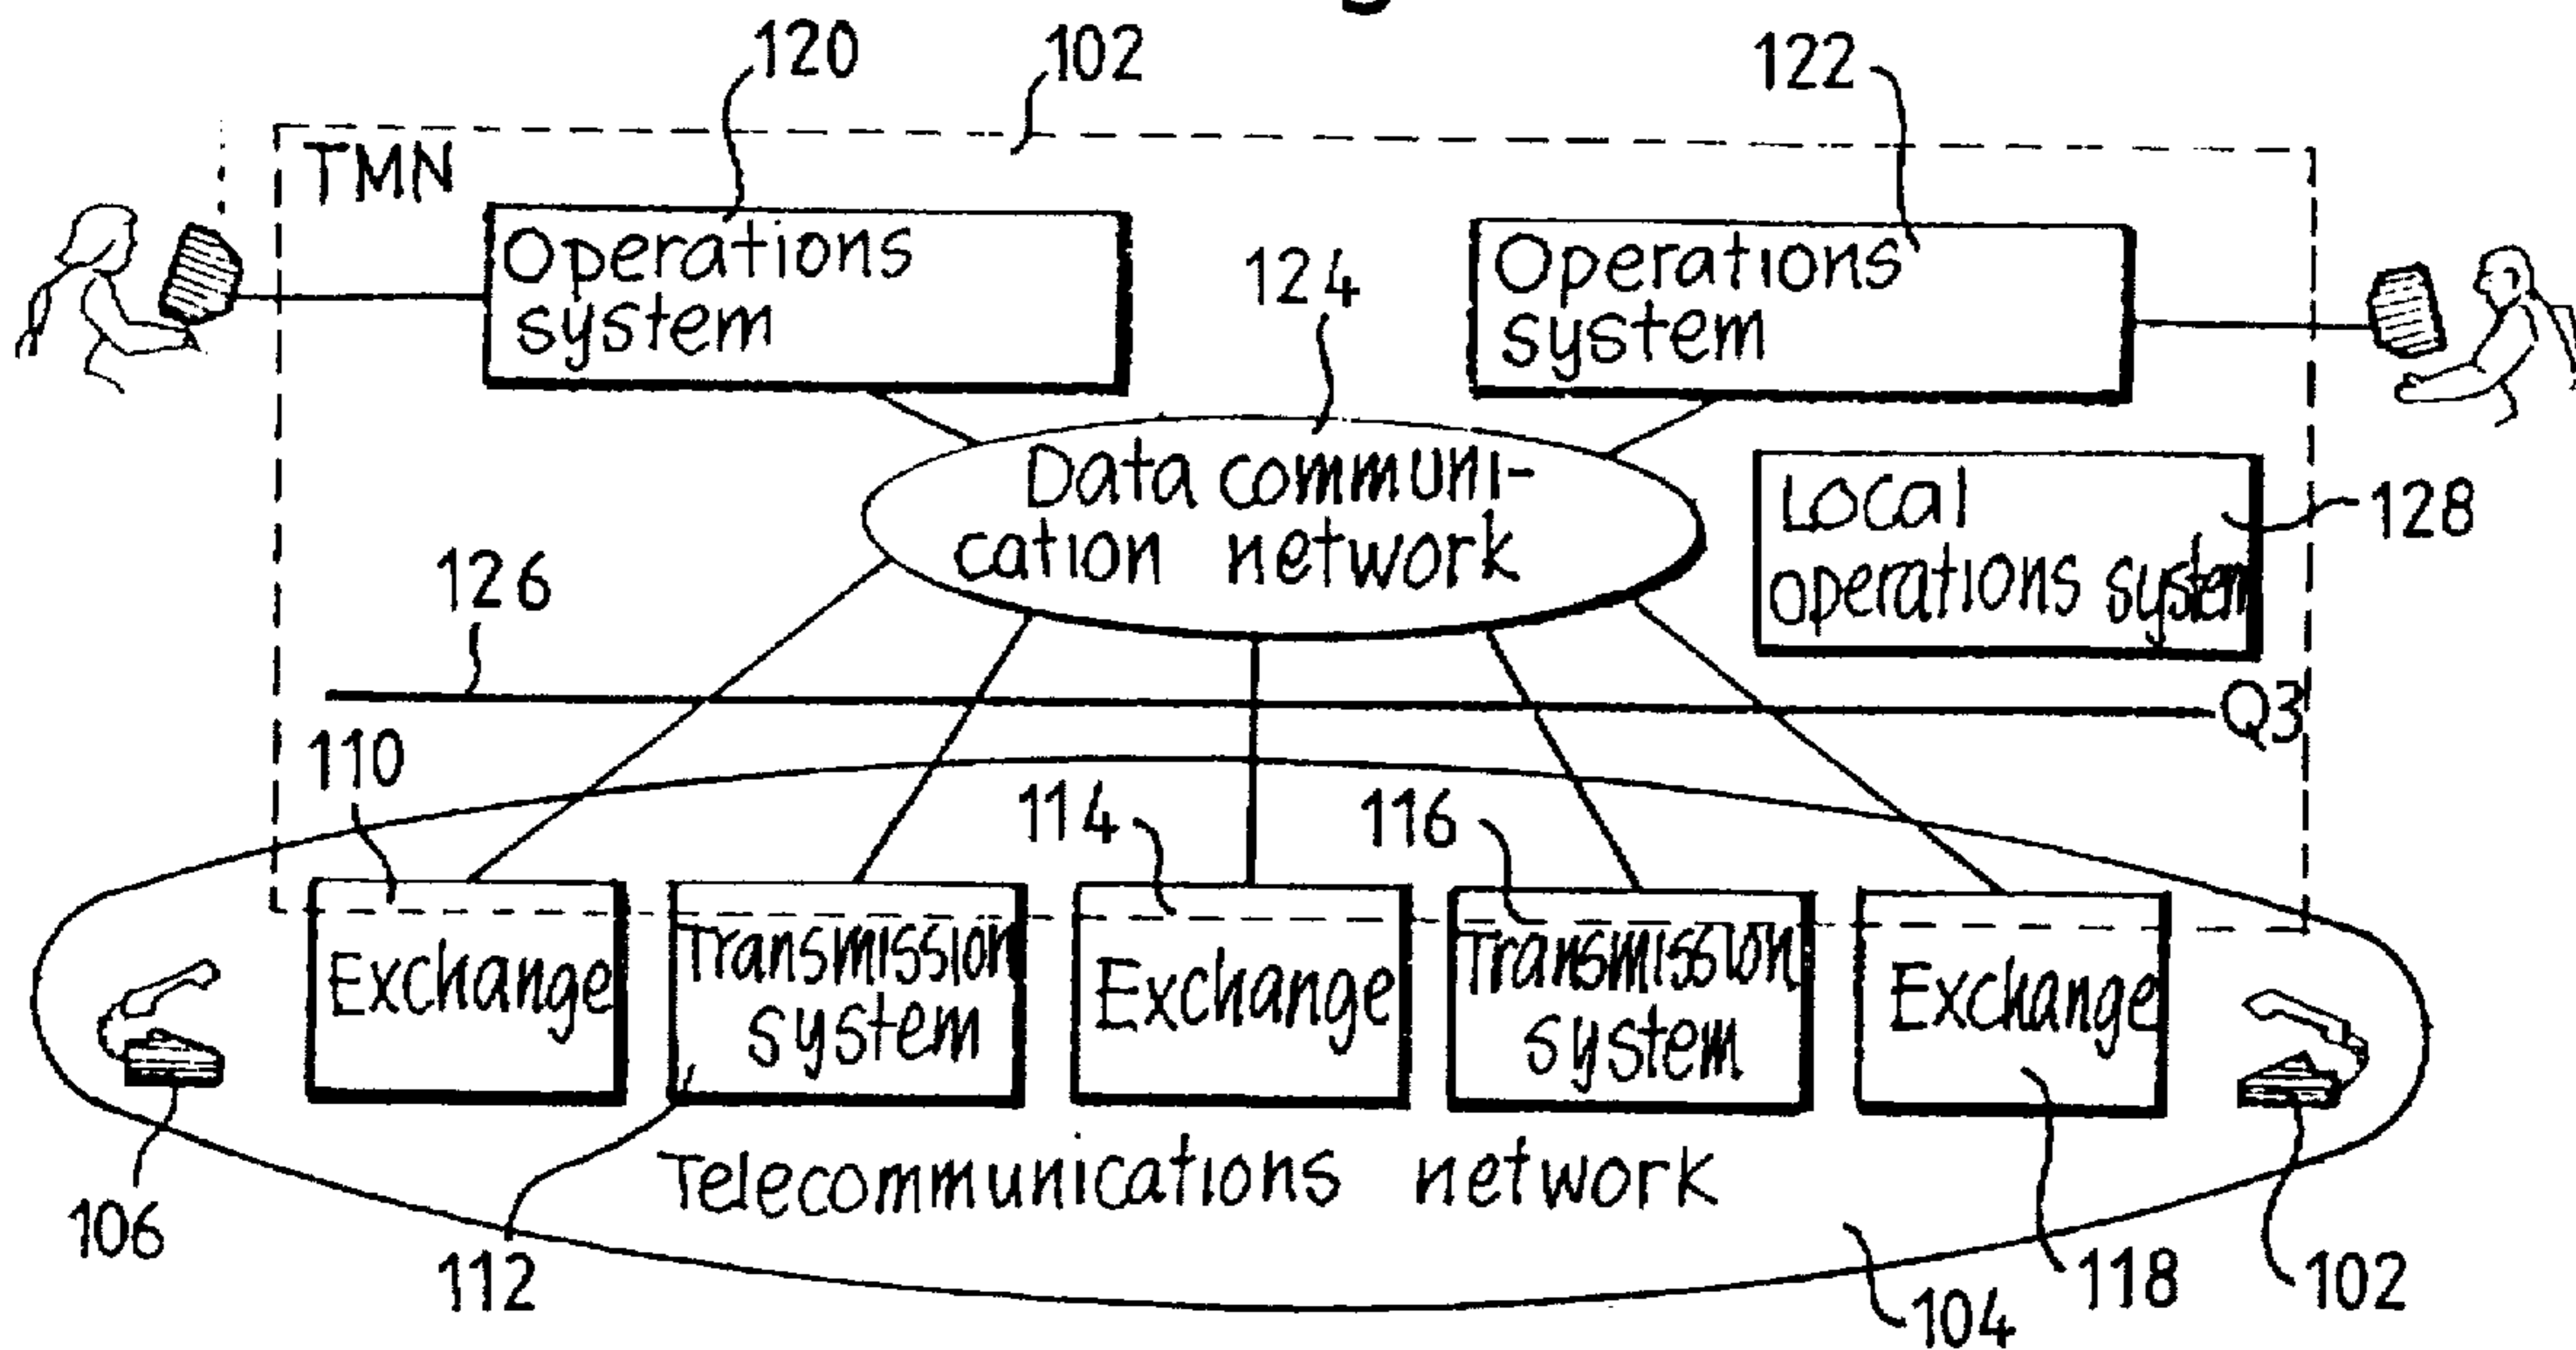 120
102
122
TMN
Operations
system
Operations
system
124
Data communi-
cation network
Local
operations system
128
126
Q3
110
114
116
Exchange
Transmission
system
Exchange
Transmission
system
Exchange
Telecommunications network
106
112
118
102
104